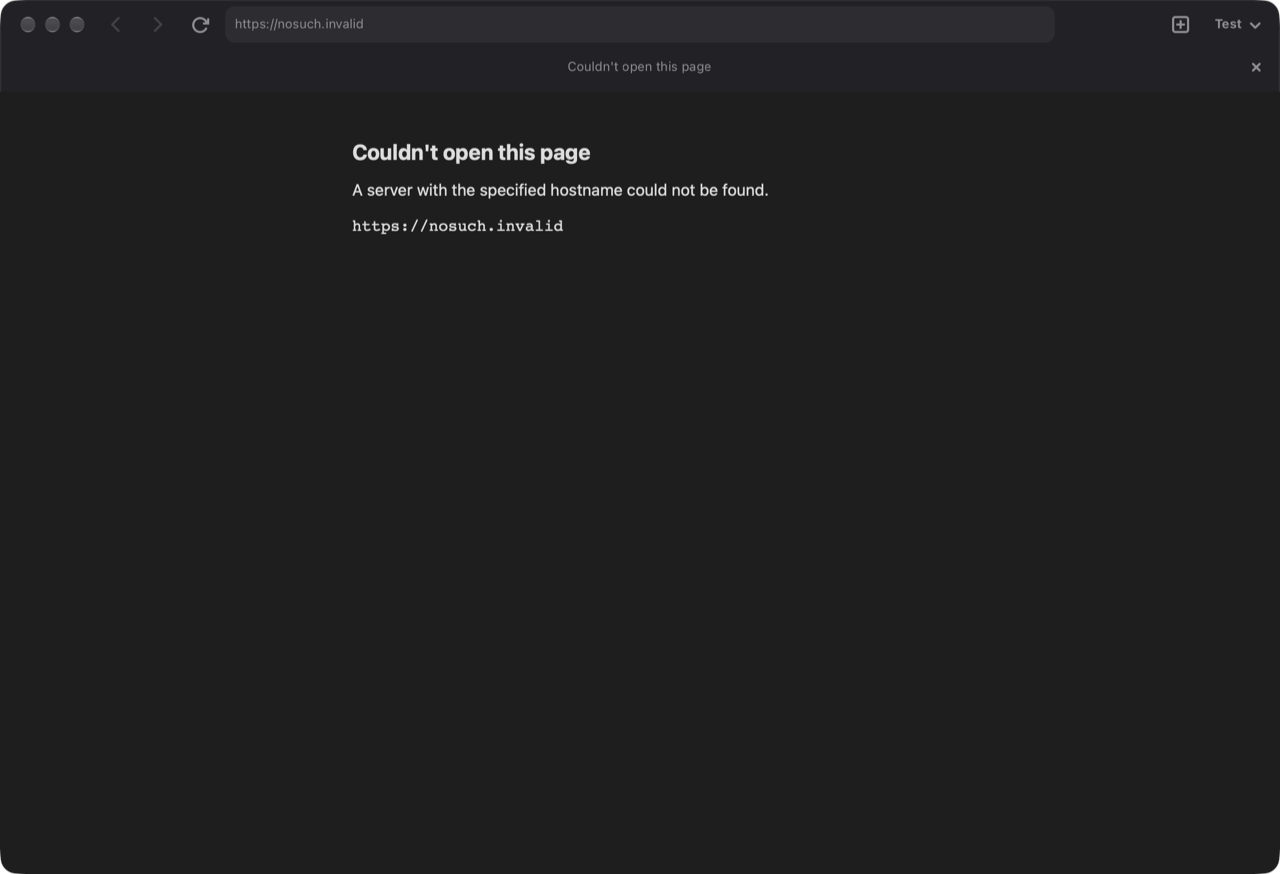 https://nosuch.invalid
Test
Couldn't open this page
Couldn't open this page
A server with the specified hostname could not be found.
https://nosuch.invalid